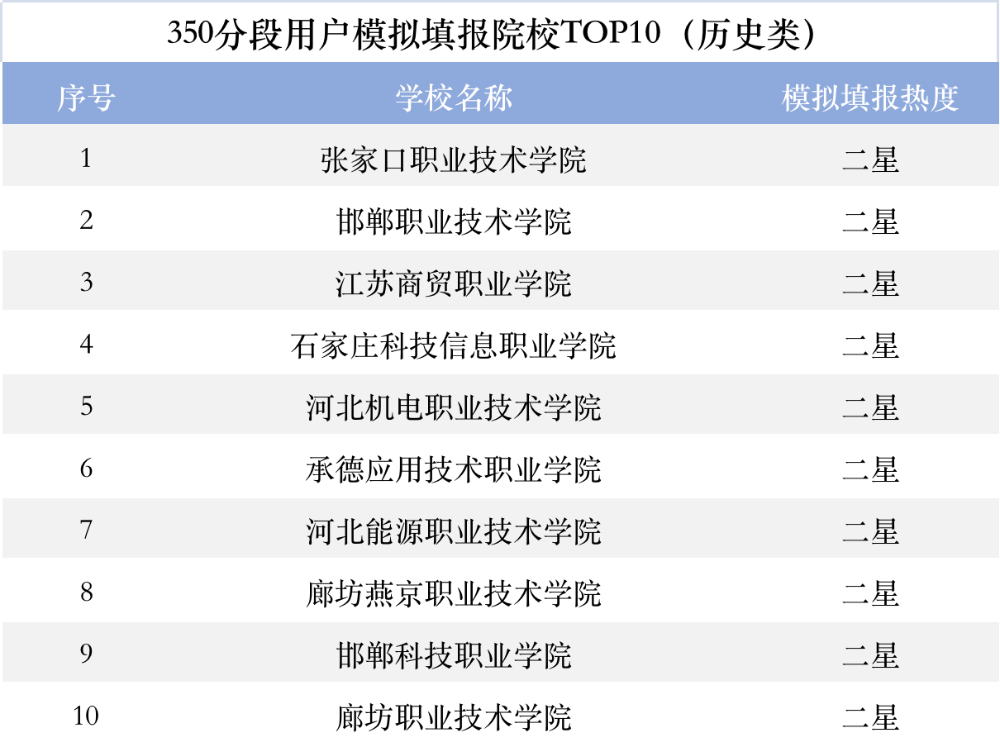 350分段用户模拟填报院校TOP10（历史类）
序号 学校名称 模拟填报热度
1 张家口职业技术学院 二星
2 邯郸职业技术学院 二星
3 江苏商贸职业学院 二星
4 石家庄科技信息职业学院 二星
5 河北机电职业技术学院 二星
6 承德应用技术职业学院 二星
7 河北能源职业技术学院 二星
8 廊坊燕京职业技术学院 二星
9 邯郸科技职业学院 二星
10 廊坊职业技术学院 二星